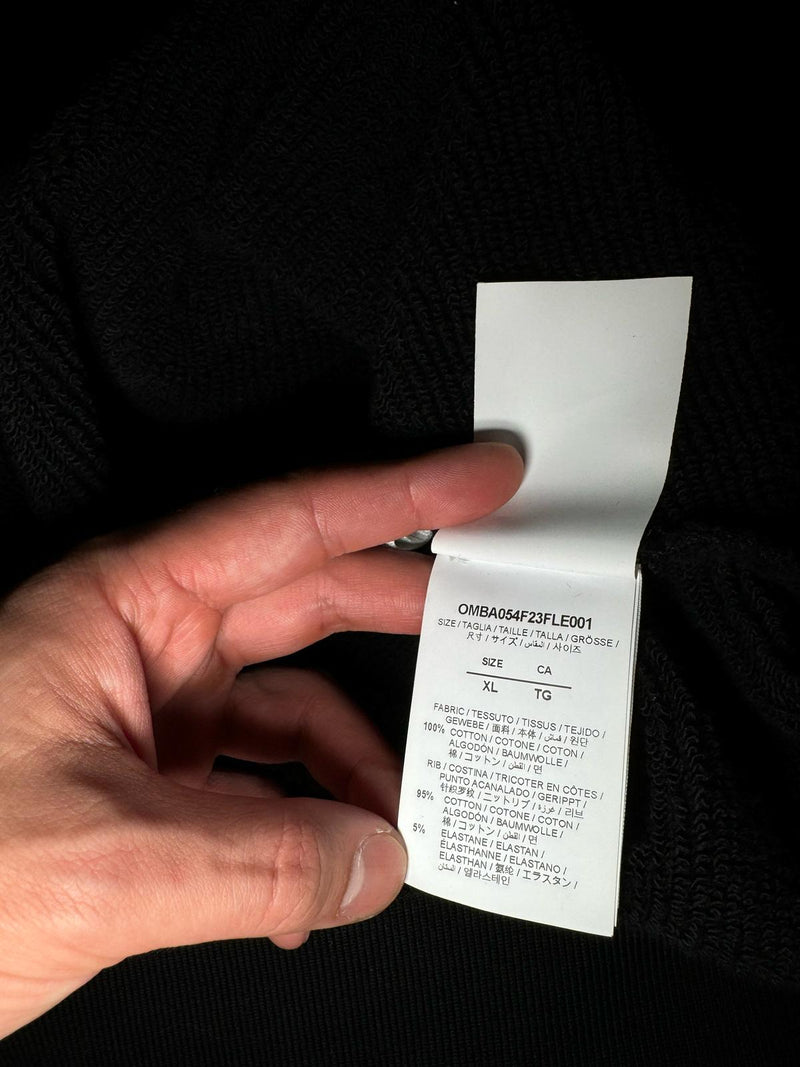 OMBA054F23FLE001
SIZE / TAGLIA / TAILLE / TALLA / GRÖSSE /
尺寸 / サイズ / المقاس / 사이즈
SIZE CA
XL TG
FABRIC / TESSUTO / TISSUS / TEJIDO /
GEWEBE / 面料 / 本体 / قماش / 원단
100% COTTON / COTONE / COTON /
ALGODÓN / BAUMWOLLE /
棉 / コットン / القطن / 면
RIB / COSTINA / TRICOTER EN CÔTES /
PUNTO ACANALADO / GERIPPT /
针织罗纹 / ニットリブ / غرزة / 리브
95% COTTON / COTONE / COTON /
ALGODÓN / BAUMWOLLE /
棉 / コットン / القطن / 면
5% ELASTANE / ELASTAN /
ÉLASTHANNE / ELASTANO /
ELASTHAN / 氨纶 / エラスタン /
/ 엘라스테인